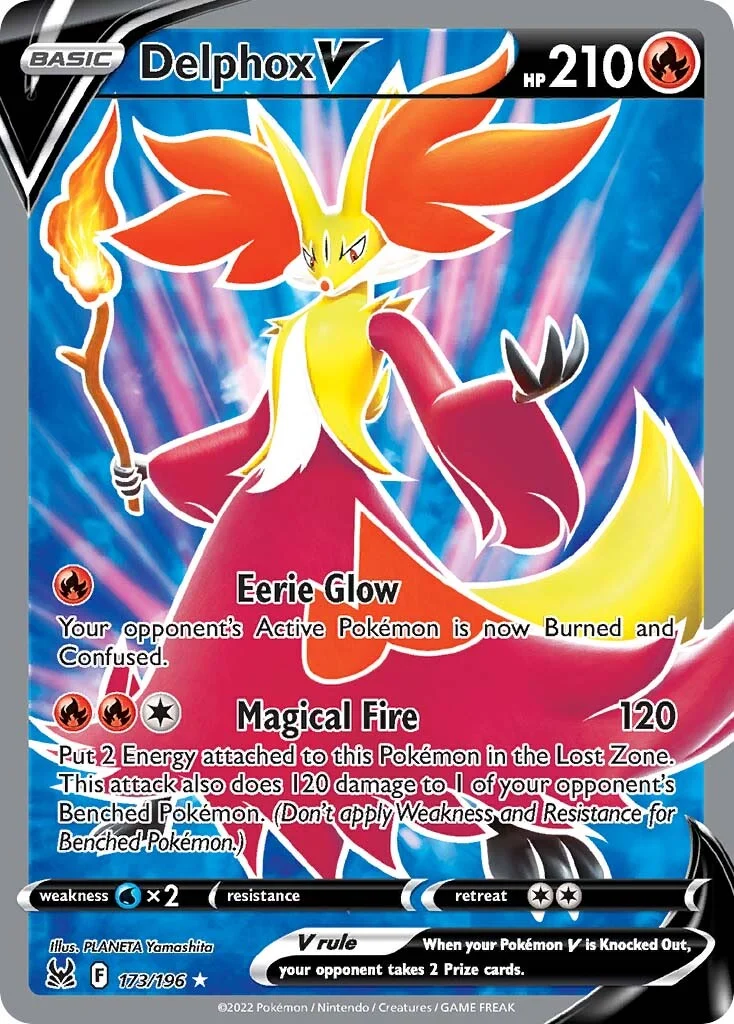 BASIC
Delphox V
HP 210
Eerie Glow
Your opponent's Active Pokémon is now Burned and
Confused.
Magical Fire 120
Put 2 Energy attached to this Pokémon in the Lost Zone.
This attack also does 120 damage to 1 of your opponent's
Benched Pokémon. (Don't apply Weakness and Resistance for
Benched Pokémon.)
weakness ×2 resistance retreat
Illus. PLANETA Yamashita
V rule When your Pokémon V is Knocked Out,
your opponent takes 2 Prize cards.
F 173/196 ★
©2022 Pokémon / Nintendo / Creatures / GAME FREAK